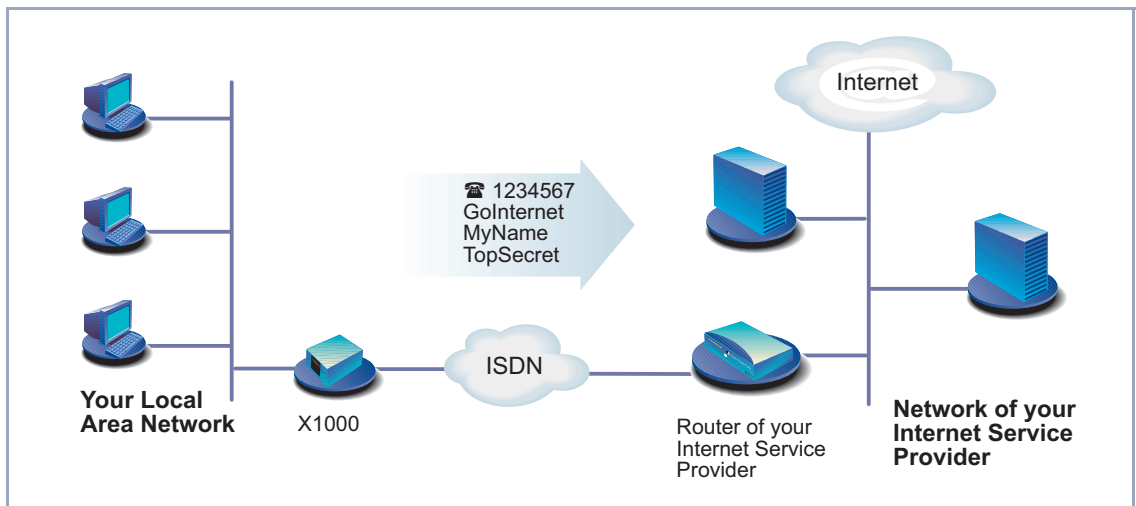 Internet
☎ 1234567
GoInternet
MyName
TopSecret
ISDN
Your Local
Area Network
X1000
Router of your
Internet Service
Provider
Network of your
Internet Service
Provider